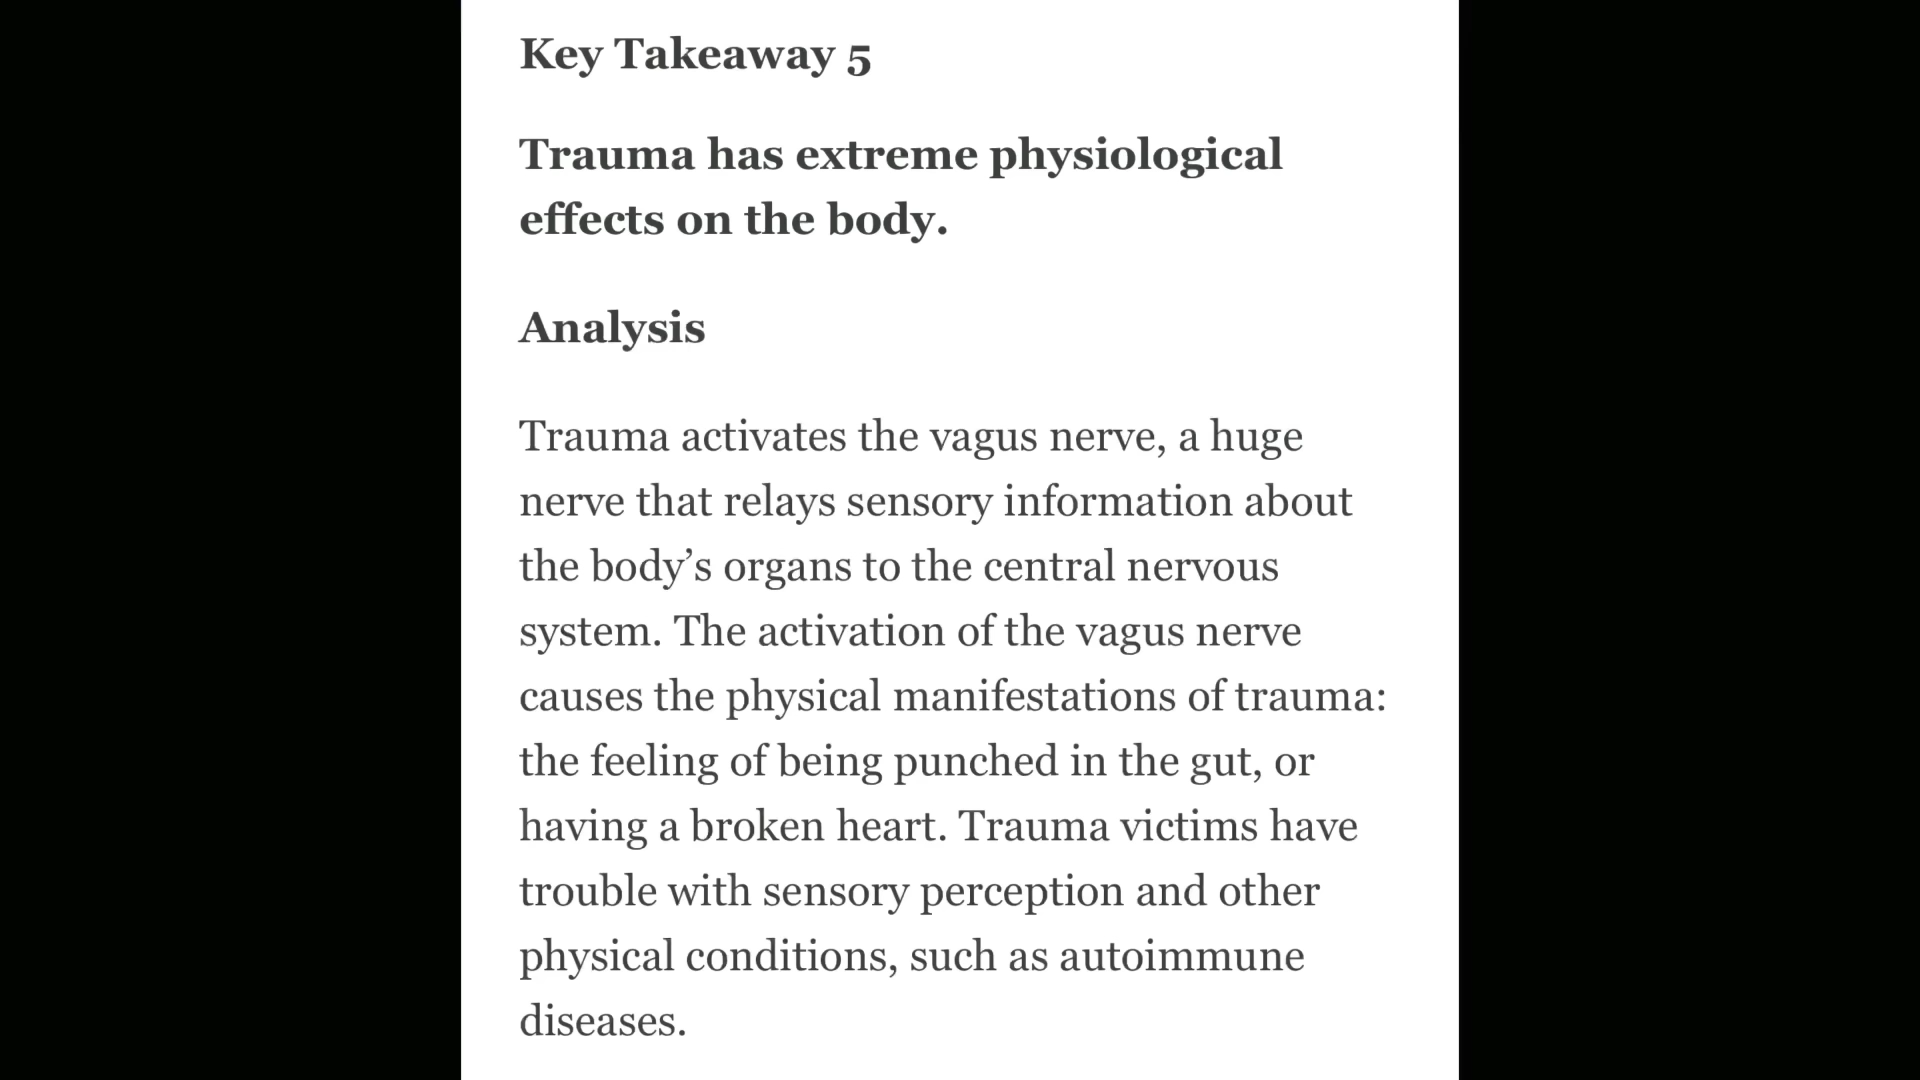 Key Takeaway 5
Trauma has extreme physiological
effects on the body.
Analysis
Trauma activates the vagus nerve, a huge
nerve that relays sensory information about
the body’s organs to the central nervous
system. The activation of the vagus nerve
causes the physical manifestations of trauma:
the feeling of being punched in the gut, or
having a broken heart. Trauma victims have
trouble with sensory perception and other
physical conditions, such as autoimmune
diseases.